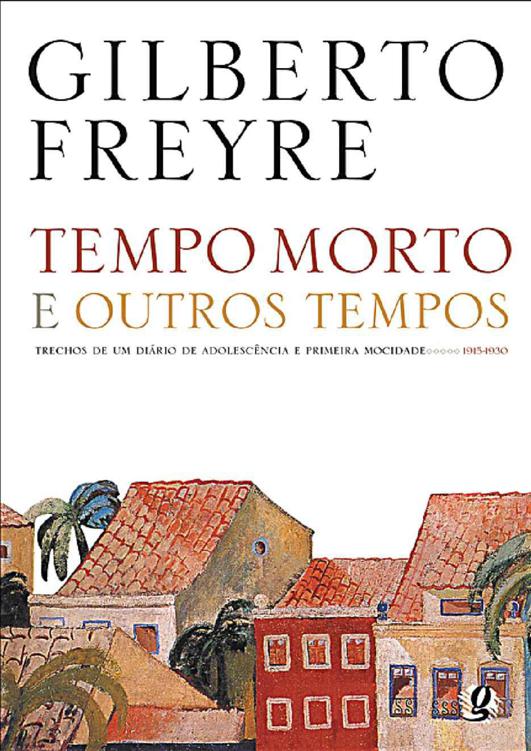 GILBERTO
FREYRE
TEMPO MORTO
E OUTROS TEMPOS
TRECHOS DE UM DIÁRIO DE ADOLESCÊNCIA E PRIMEIRA MOCIDADE◇◇◇◇◇ 1915-1930
g